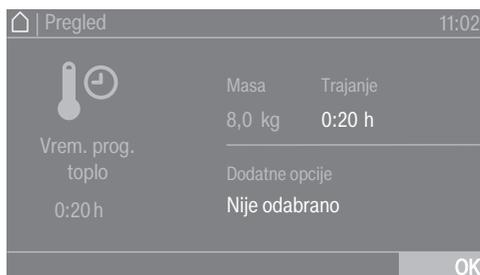 | Pregled 11:02
Masa Trajanje
8,0 kg 0:20 h
Vrem. prog.
toplo
0:20 h
Dodatne opcije
Nije odabrano
OK